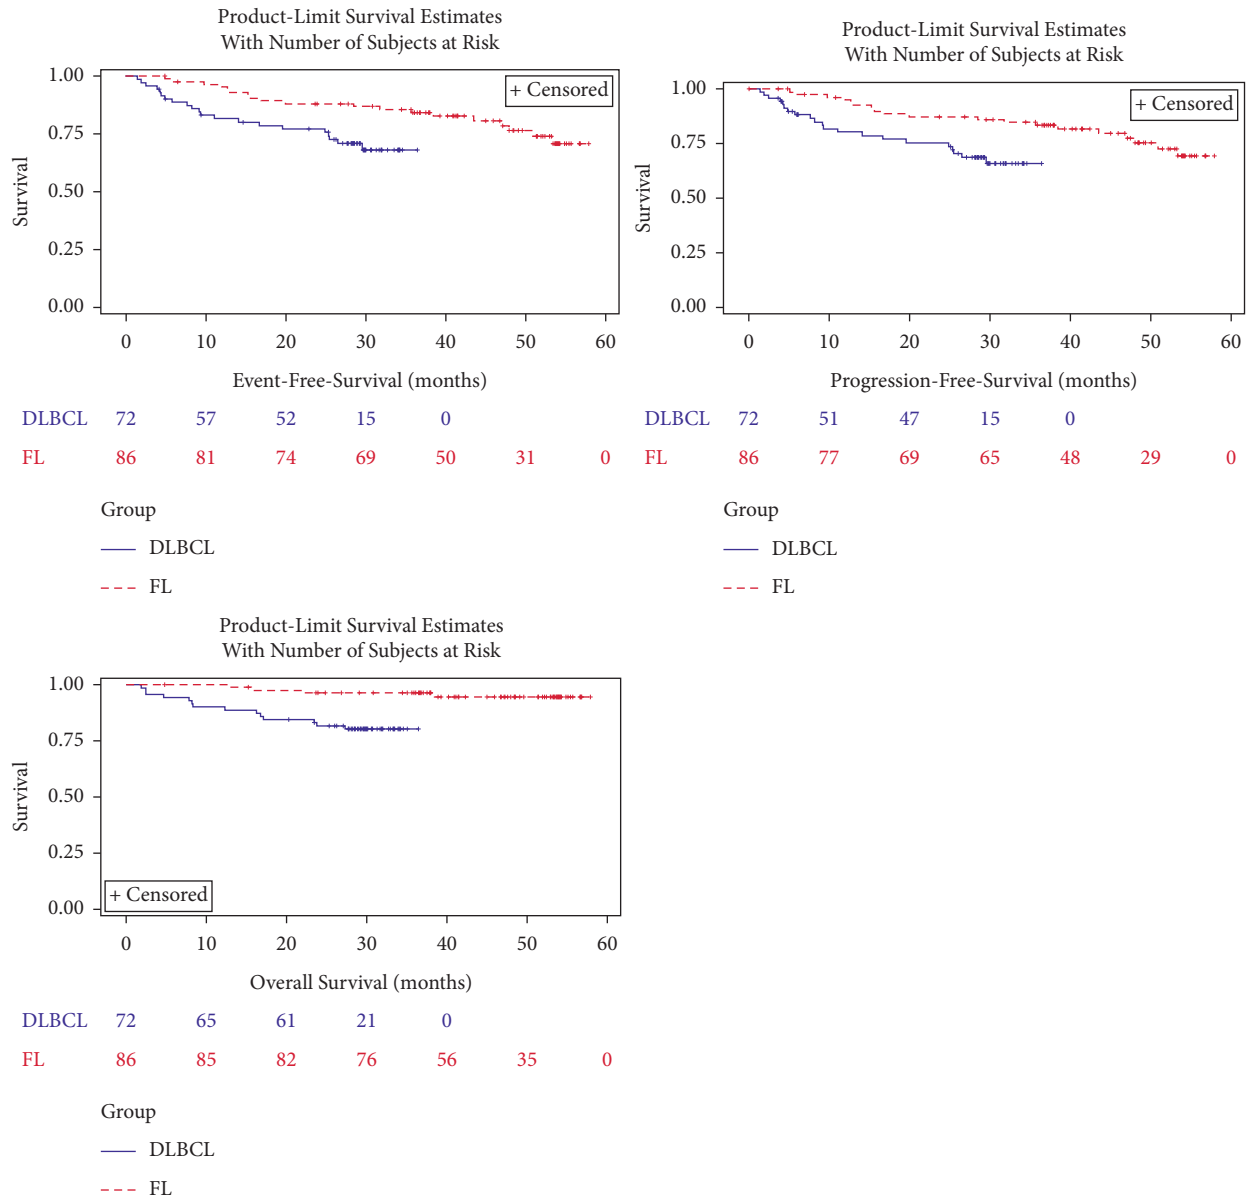 Product-Limit Survival Estimates
With Number of Subjects at Risk
1.00
0.75
0.50
0.25
0.00
Survival
+ Censored
0 10 20 30 40 50 60
Event-Free-Survival (months)
DLBCL 72 57 52 15 0
FL 86 81 74 69 50 31 0
Group
DLBCL
FL
Product-Limit Survival Estimates
With Number of Subjects at Risk
1.00
0.75
0.50
0.25
0.00
Survival
+ Censored
0 10 20 30 40 50 60
Progression-Free-Survival (months)
DLBCL 72 51 47 15 0
FL 86 77 69 65 48 29 0
Group
DLBCL
FL
Product-Limit Survival Estimates
With Number of Subjects at Risk
1.00
0.75
0.50
0.25
0.00
Survival
+ Censored
0 10 20 30 40 50 60
Overall Survival (months)
DLBCL 72 65 61 21 0
FL 86 85 82 76 56 35 0
Group
DLBCL
FL